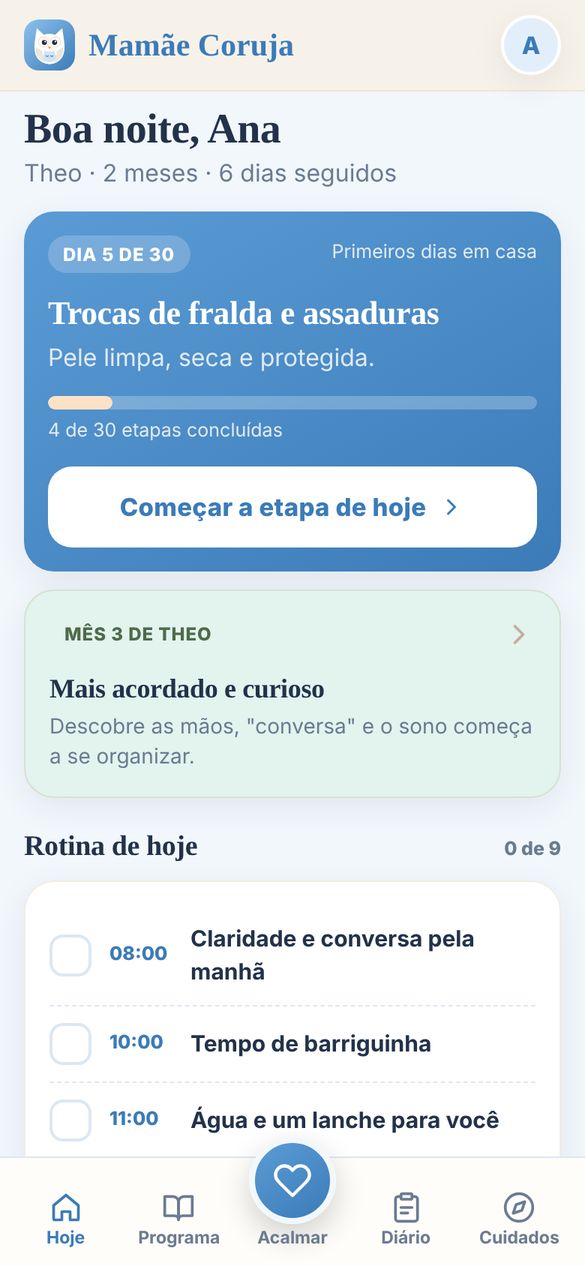 Mamãe Coruja
A
Boa noite, Ana
Theo · 2 meses · 6 dias seguidos
DIA 5 DE 30
Primeiros dias em casa
Trocas de fralda e assaduras
Pele limpa, seca e protegida.
4 de 30 etapas concluídas
Começar a etapa de hoje
MÊS 3 DE THEO
Mais acordado e curioso
Descobre as mãos, "conversa" e o sono começa
a se organizar.
Rotina de hoje
0 de 9
08:00
Claridade e conversa pela
manhã
10:00
Tempo de barriguinha
11:00
Água e um lanche para você
Hoje
Programa
Acalmar
Diário
Cuidados